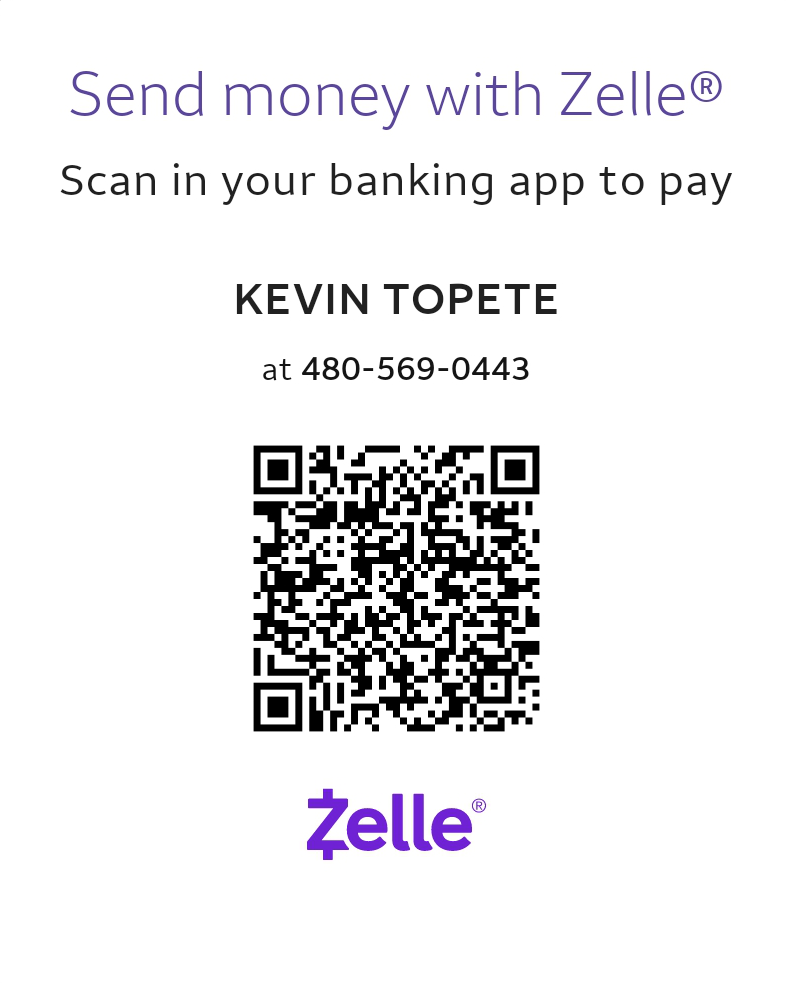 Send money with Zelle®
Scan in your banking app to pay
KEVIN TOPETE
at 480-569-0443
Zelle®